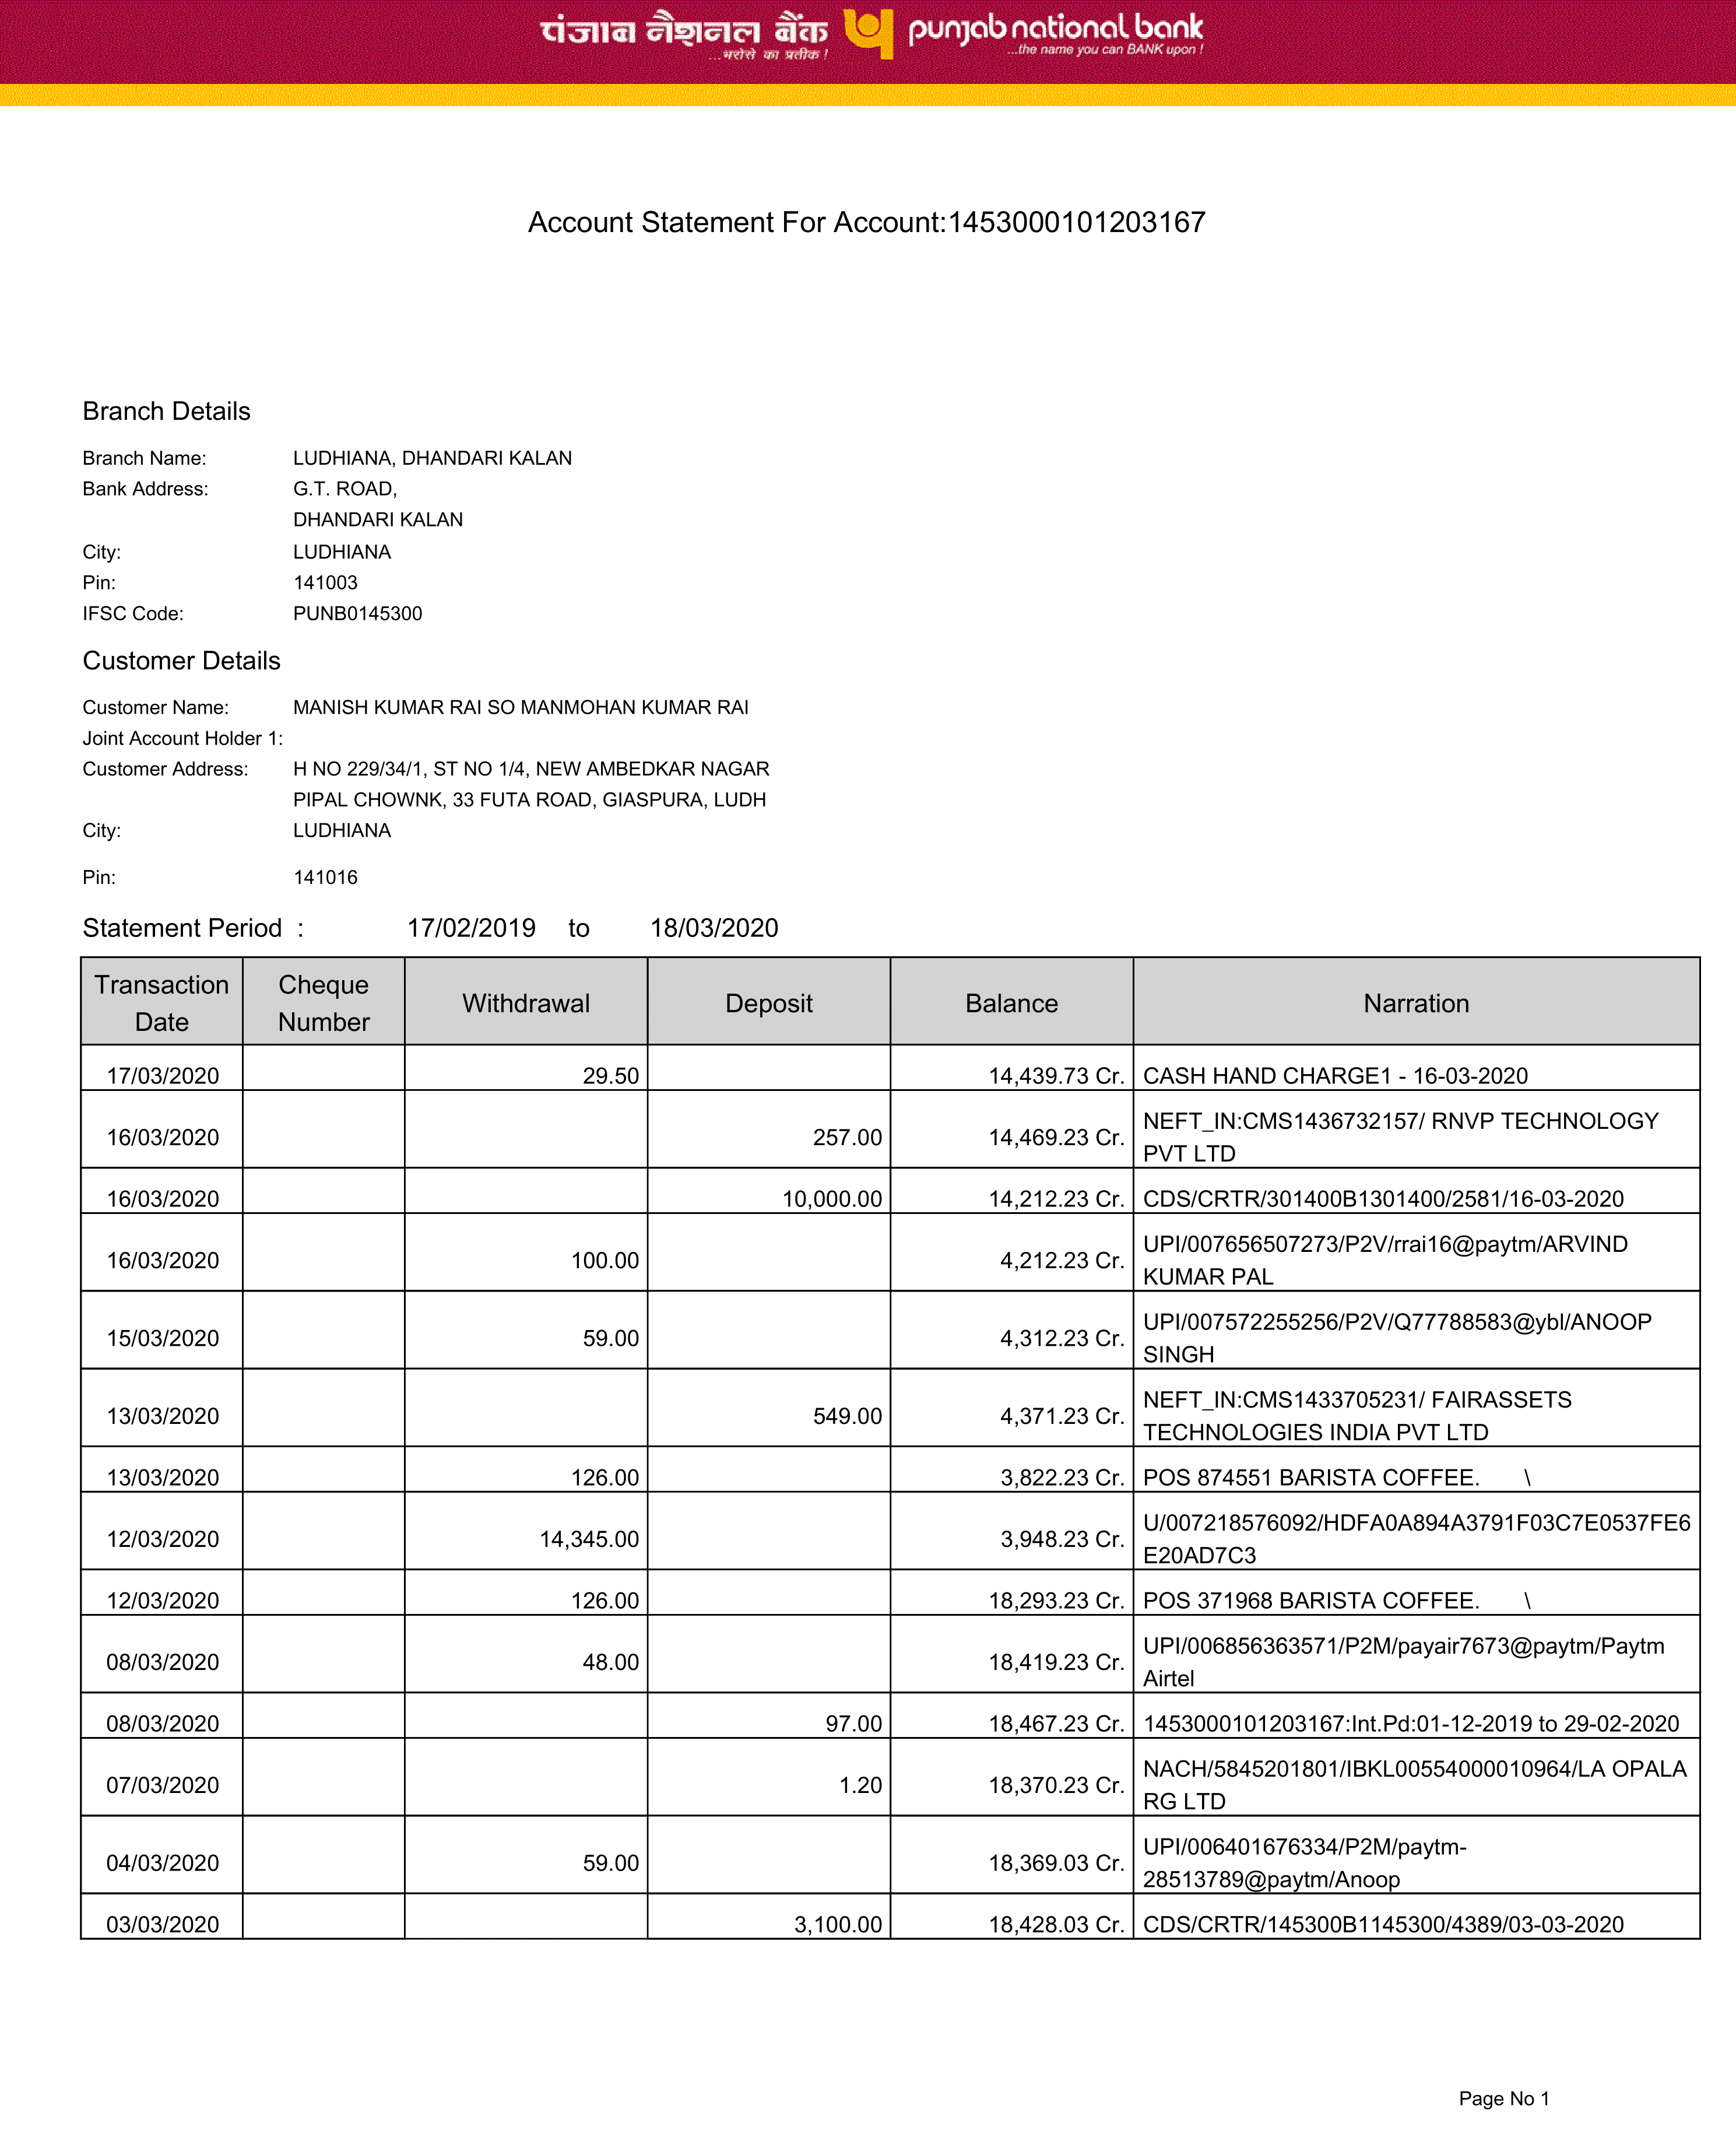 पंजाब नैशनल बैंक punjab national bank
...भरोसे का प्रतीक ! ...the name you can BANK upon !
Account Statement For Account:1453000101203167
Branch Details
Branch Name: LUDHIANA, DHANDARI KALAN
Bank Address: G.T. ROAD,
DHANDARI KALAN
City: LUDHIANA
Pin: 141003
IFSC Code: PUNB0145300
Customer Details
Customer Name: MANISH KUMAR RAI SO MANMOHAN KUMAR RAI
Joint Account Holder 1:
Customer Address: H NO 229/34/1, ST NO 1/4, NEW AMBEDKAR NAGAR
PIPAL CHOWNK, 33 FUTA ROAD, GIASPURA, LUDH
City: LUDHIANA
Pin: 141016
Statement Period : 17/02/2019 to 18/03/2020
Transaction Date Cheque Number Withdrawal Deposit Balance Narration
17/03/2020 29.50 14,439.73 Cr. CASH HAND CHARGE1 - 16-03-2020
16/03/2020 257.00 14,469.23 Cr. NEFT_IN:CMS1436732157/ RNVP TECHNOLOGY
PVT LTD
16/03/2020 10,000.00 14,212.23 Cr. CDS/CRTR/301400B1301400/2581/16-03-2020
16/03/2020 100.00 4,212.23 Cr. UPI/007656507273/P2V/rrai16@paytm/ARVIND
KUMAR PAL
15/03/2020 59.00 4,312.23 Cr. UPI/007572255256/P2V/Q77788583@ybl/ANOOP
SINGH
13/03/2020 549.00 4,371.23 Cr. NEFT_IN:CMS1433705231/ FAIRASSETS
TECHNOLOGIES INDIA PVT LTD
13/03/2020 126.00 3,822.23 Cr. POS 874551 BARISTA COFFEE. \
12/03/2020 14,345.00 3,948.23 Cr. U/007218576092/HDFA0A894A3791F03C7E0537FE6
E20AD7C3
12/03/2020 126.00 18,293.23 Cr. POS 371968 BARISTA COFFEE. \
08/03/2020 48.00 18,419.23 Cr. UPI/006856363571/P2M/payair7673@paytm/Paytm
Airtel
08/03/2020 97.00 18,467.23 Cr. 1453000101203167:Int.Pd:01-12-2019 to 29-02-2020
07/03/2020 1.20 18,370.23 Cr. NACH/5845201801/IBKL00554000010964/LA OPALA
RG LTD
04/03/2020 59.00 18,369.03 Cr. UPI/006401676334/P2M/paytm-
28513789@paytm/Anoop
03/03/2020 3,100.00 18,428.03 Cr. CDS/CRTR/145300B1145300/4389/03-03-2020
Page No 1